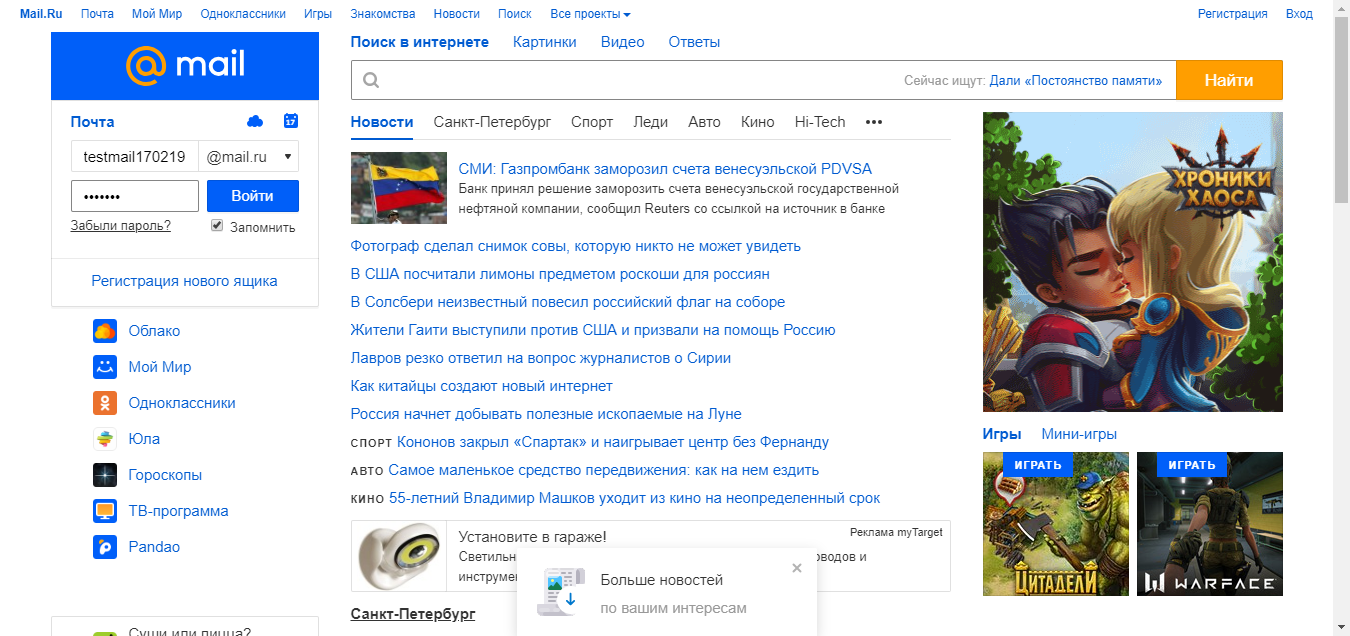 Mail.Ru Почта Мой Мир Одноклассники Игры Знакомства Новости Поиск Все проекты Регистрация Вход
@mail
Почта
17
testmail170219 @mail.ru
•••••••
Войти
Забыли пароль? Запомнить
Регистрация нового ящика
Облако
Мой Мир
Одноклассники
Юла
Гороскопы
ТВ-программа
Pandao
Суши или пицца?
Поиск в интернете Картинки Видео Ответы
Сейчас ищут: Дали «Постоянство памяти» Найти
Новости Санкт-Петербург Спорт Леди Авто Кино Hi-Tech •••
СМИ: Газпромбанк заморозил счета венесуэльской PDVSA
Банк принял решение заморозить счета венесуэльской государственной
нефтяной компании, сообщил Reuters со ссылкой на источник в банке
Фотограф сделал снимок совы, которую никто не может увидеть
В США посчитали лимоны предметом роскоши для россиян
В Солсбери неизвестный повесил российский флаг на соборе
Жители Гаити выступили против США и призвали на помощь Россию
Лавров резко ответил на вопрос журналистов о Сирии
Как китайцы создают новый интернет
Россия начнет добывать полезные ископаемые на Луне
СПОРТ Кононов закрыл «Спартак» и наигрывает центр без Фернанду
АВТО Самое маленькое средство передвижения: как на нем ездить
КИНО 55-летний Владимир Машков уходит из кино на неопределенный срок
Установите в гараже! Реклама myTarget
Больше новостей
по вашим интересам
Санкт-Петербург
ХРОНИКИ
ХАОСА
Игры Мини-игры
ИГРАТЬ
ЦИТАДЕЛИ
ИГРАТЬ
WARFACE